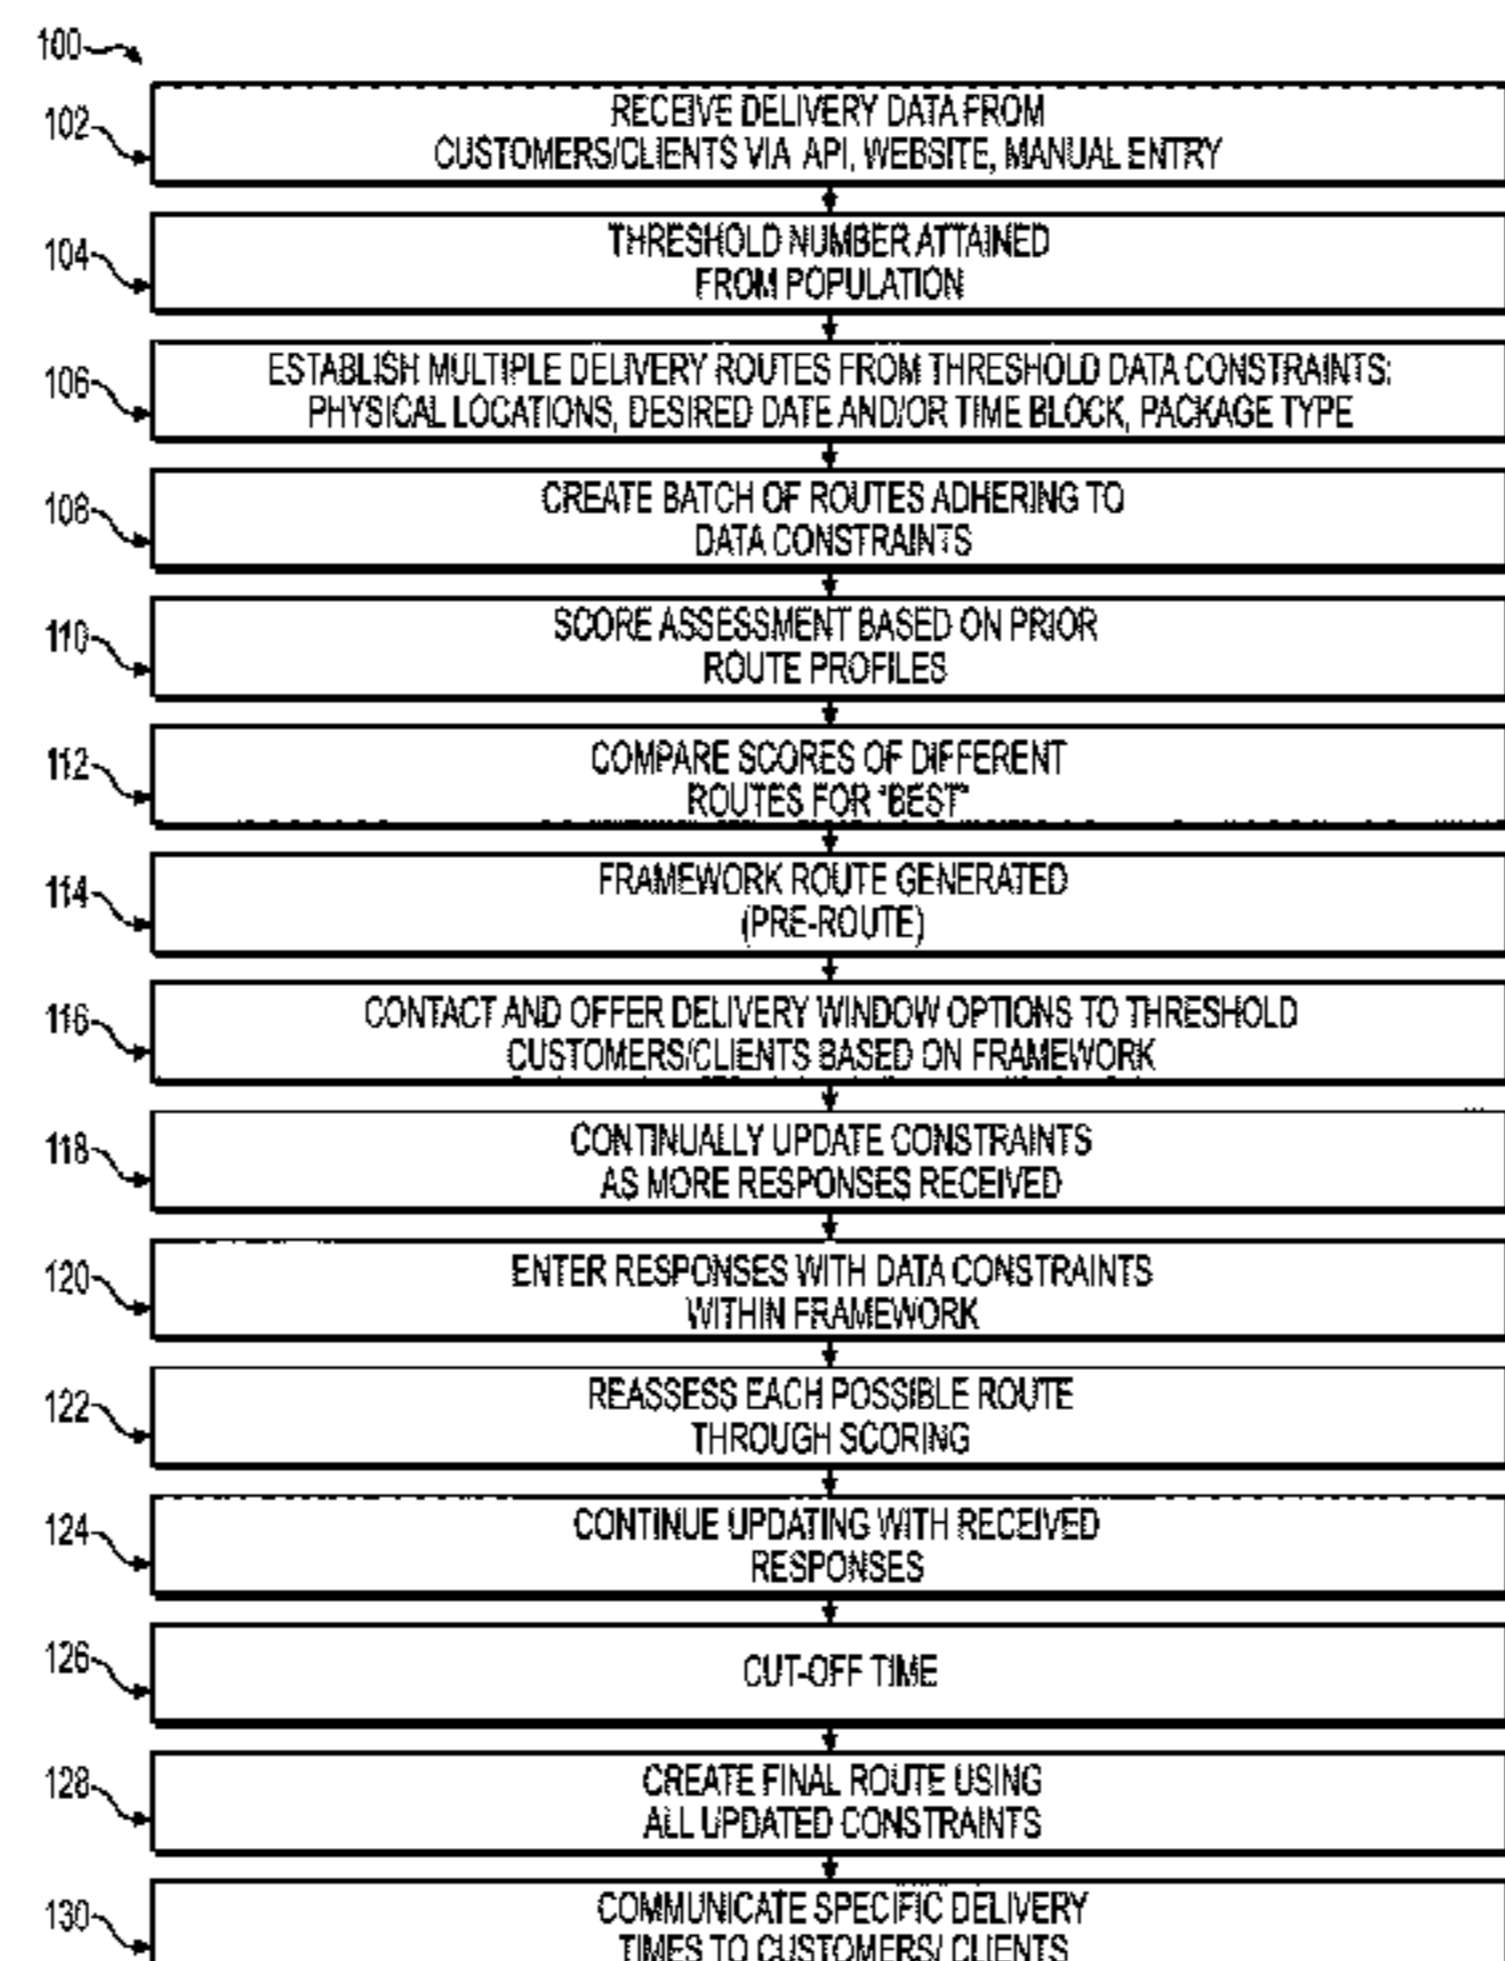 100
102
RECEIVE DELIVERY DATA FROM
CUSTOMERS/CLIENTS VIA API, WEBSITE, MANUAL ENTRY
104
THRESHOLD NUMBER ATTAINED
FROM POPULATION
106
ESTABLISH MULTIPLE DELIVERY ROUTES FROM THRESHOLD DATA CONSTRAINTS:
PHYSICAL LOCATIONS, DESIRED DATE AND/OR TIME BLOCK, PACKAGE TYPE
108
CREATE BATCH OF ROUTES ADHERING TO
DATA CONSTRAINTS
110
SCORE ASSESSMENT BASED ON PRIOR
ROUTE PROFILES
112
COMPARE SCORES OF DIFFERENT
ROUTES FOR "BEST"
114
FRAMEWORK ROUTE GENERATED
(PRE-ROUTE)
116
CONTACT AND OFFER DELIVERY WINDOW OPTIONS TO THRESHOLD
CUSTOMERS/CLIENTS BASED ON FRAMEWORK
118
CONTINUALLY UPDATE CONSTRAINTS
AS MORE RESPONSES RECEIVED
120
ENTER RESPONSES WITH DATA CONSTRAINTS
WITHIN FRAMEWORK
122
REASSESS EACH POSSIBLE ROUTE
THROUGH SCORING
124
CONTINUE UPDATING WITH RECEIVED
RESPONSES
126
CUT-OFF TIME
128
CREATE FINAL ROUTE USING
ALL UPDATED CONSTRAINTS
130
COMMUNICATE SPECIFIC DELIVERY
TIMES TO CUSTOMERS/ CLIENTS